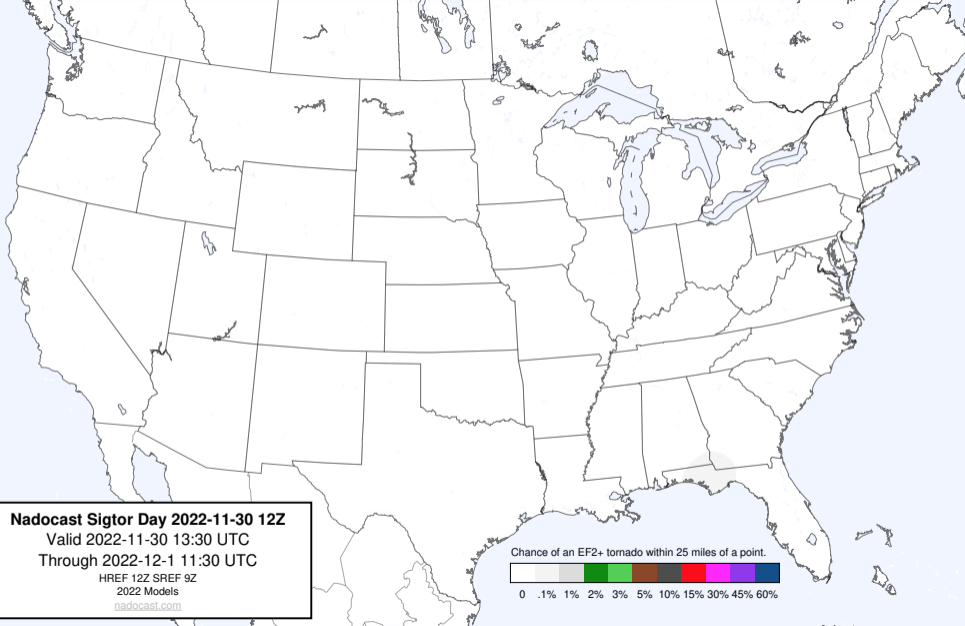 Nadocast Sigtor Day 2022-11-30 12Z
Valid 2022-11-30 13:30 UTC
Through 2022-12-1 11:30 UTC
HREF 12Z SREF 9Z
2022 Models
nadocast.com
Chance of an EF2+ tornado within 25 miles of a point.
0 .1% 1% 2% 3% 5% 10% 15% 30% 45% 60%